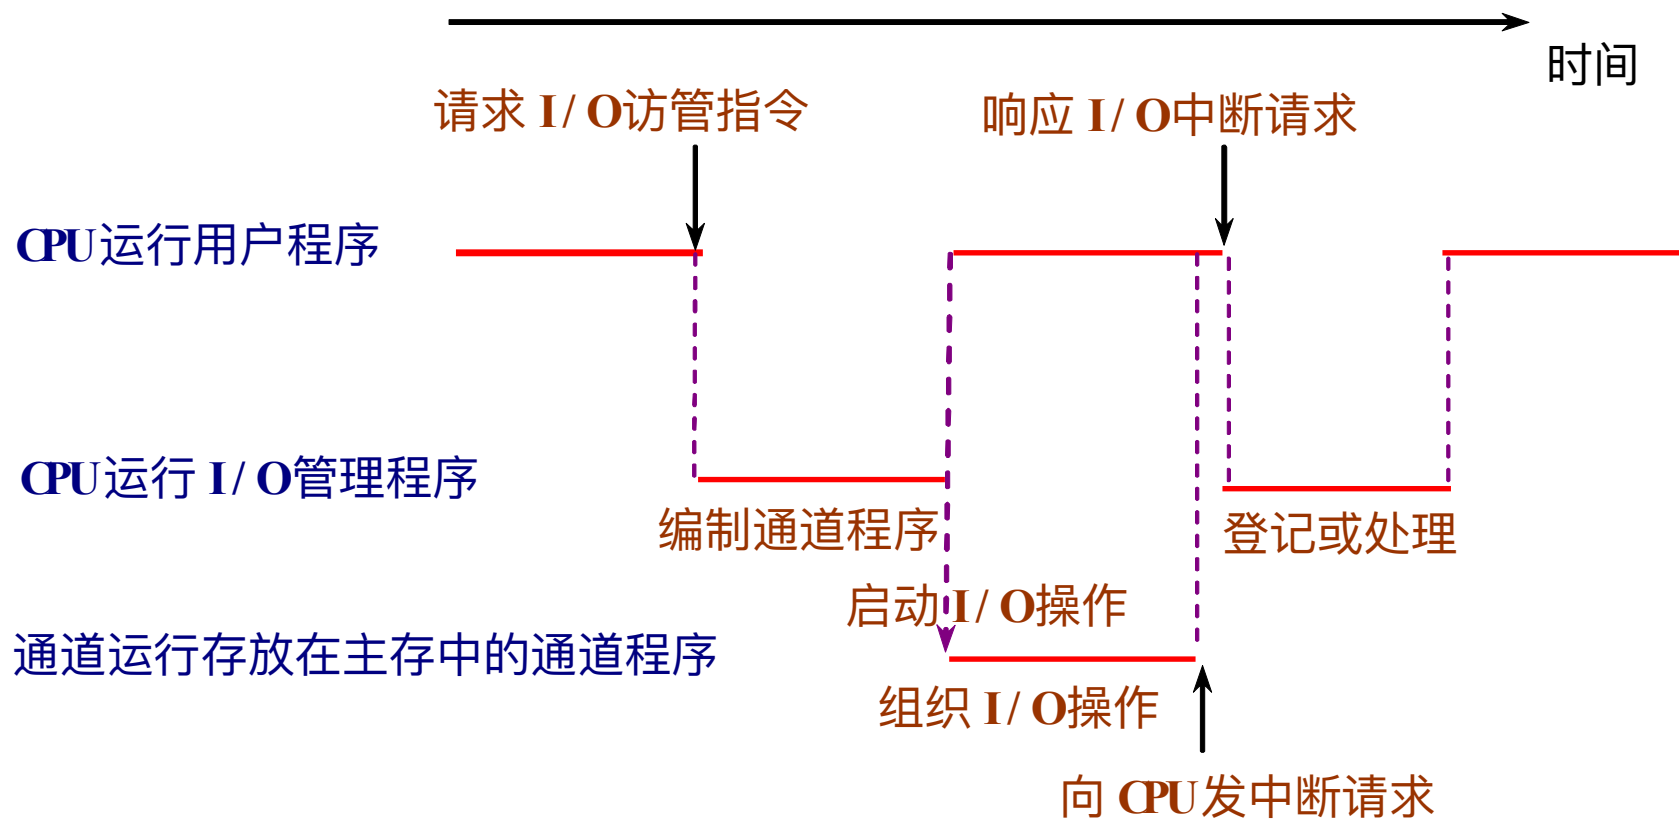 时间
请求 I/O访管指令
响应 I/O中断请求
CPU运行用户程序
CPU运行 I/O管理程序
编制通道程序
登记或处理
启动 I/O操作
通道运行存放在主存中的通道程序
组织 I/O操作
向 CPU发中断请求